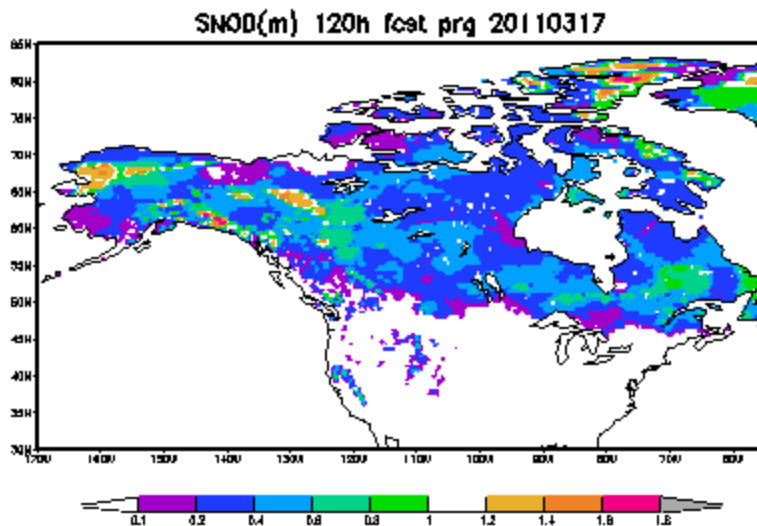 SNOD(m) 120h fcst prg 20110317
85N
80N
75N
70N
65N
60N
55N
50N
45N
40N
35N
30N
170W 160W 150W 140W 130W 120W 110W 100W 90W 80W 70W 60W
0.1 0.2 0.4 0.6 0.8 1 1.2 1.4 1.6 1.8